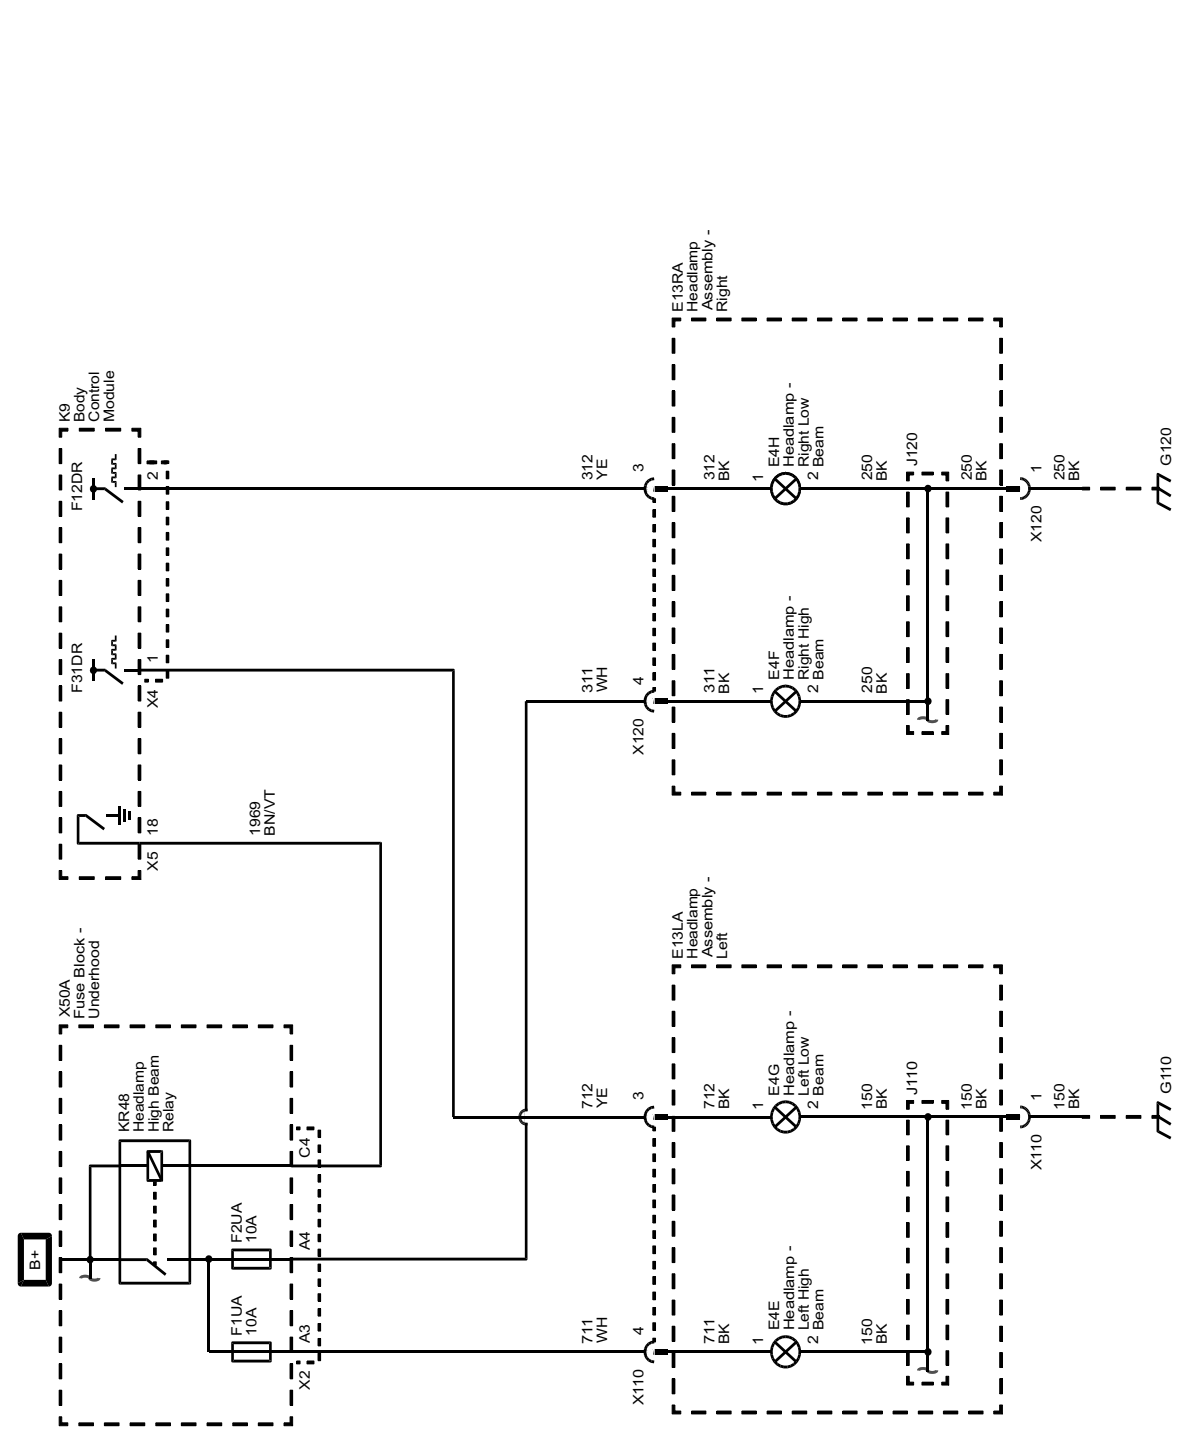 B+
X50A
Fuse Block -
Underhood
KR48
Headlamp
High Beam
Relay
F1UA
10A
F2UA
10A
X2
A3
A4
C4
K9
Body
Control
Module
F31DR
F12DR
X5
18
X4
1
2
1969
BN/VT
711
WH
712
YE
311
WH
312
YE
X110
4
3
X120
4
3
E13LA
Headlamp
Assembly -
Left
E13RA
Headlamp
Assembly -
Right
711
BK
712
BK
311
BK
312
BK
1
E4E
Headlamp -
Left High
Beam
2
1
E4G
Headlamp -
Left Low
Beam
2
1
E4F
Headlamp -
Right High
Beam
2
1
E4H
Headlamp -
Right Low
Beam
2
150
BK
150
BK
250
BK
250
BK
J110
J120
150
BK
250
BK
X110
1
X120
1
150
BK
250
BK
G110
G120